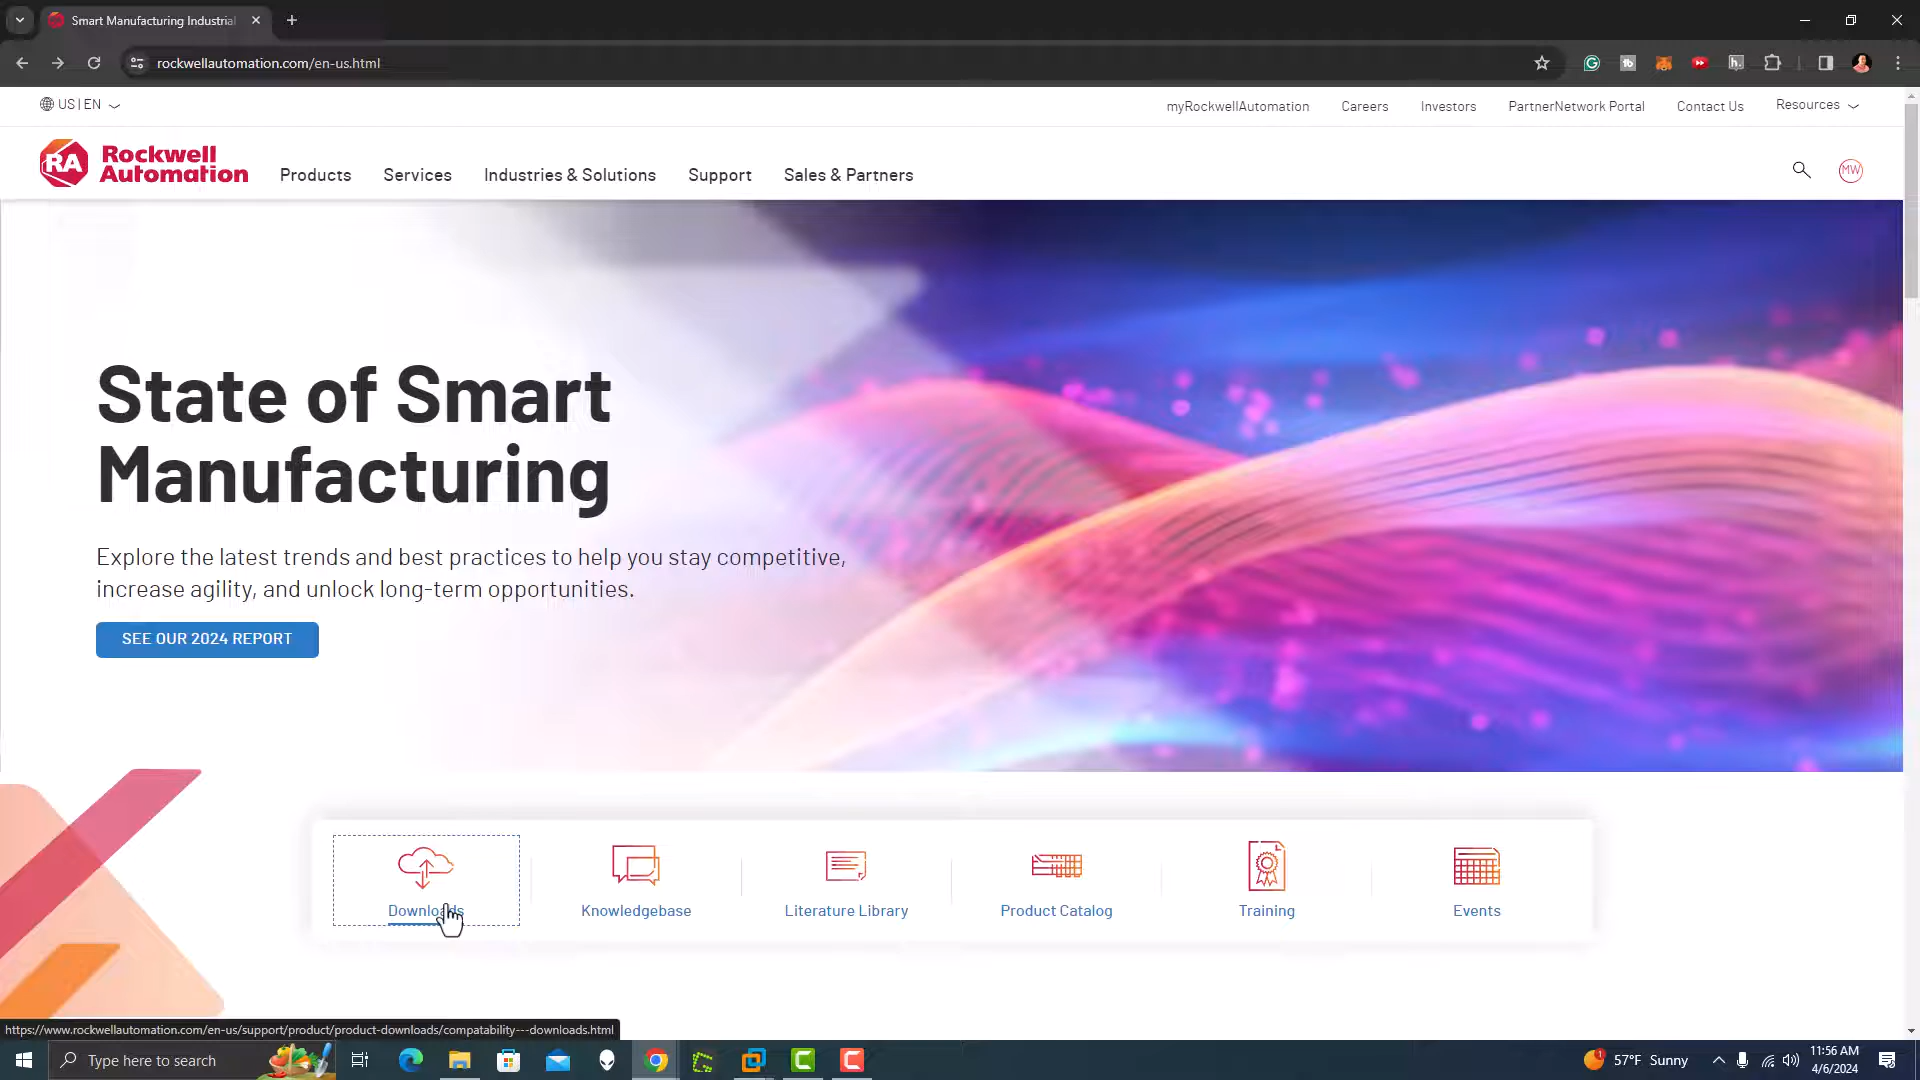 Smart Manufacturing Industrial
rockwellautomation.com/en-us.html
US | EN
myRockwellAutomation Careers Investors PartnerNetwork Portal Contact Us Resources
RA Rockwell
Automation
Products Services Industries & Solutions Support Sales & Partners
MW
State of Smart
Manufacturing
Explore the latest trends and best practices to help you stay competitive,
increase agility, and unlock long-term opportunities.
SEE OUR 2024 REPORT
Downloads Knowledgebase Literature Library Product Catalog Training Events
https://www.rockwellautomation.com/en-us/support/product/product-downloads/compatability---downloads.html
Type here to search
1 57°F Sunny
11:56 AM
4/6/2024